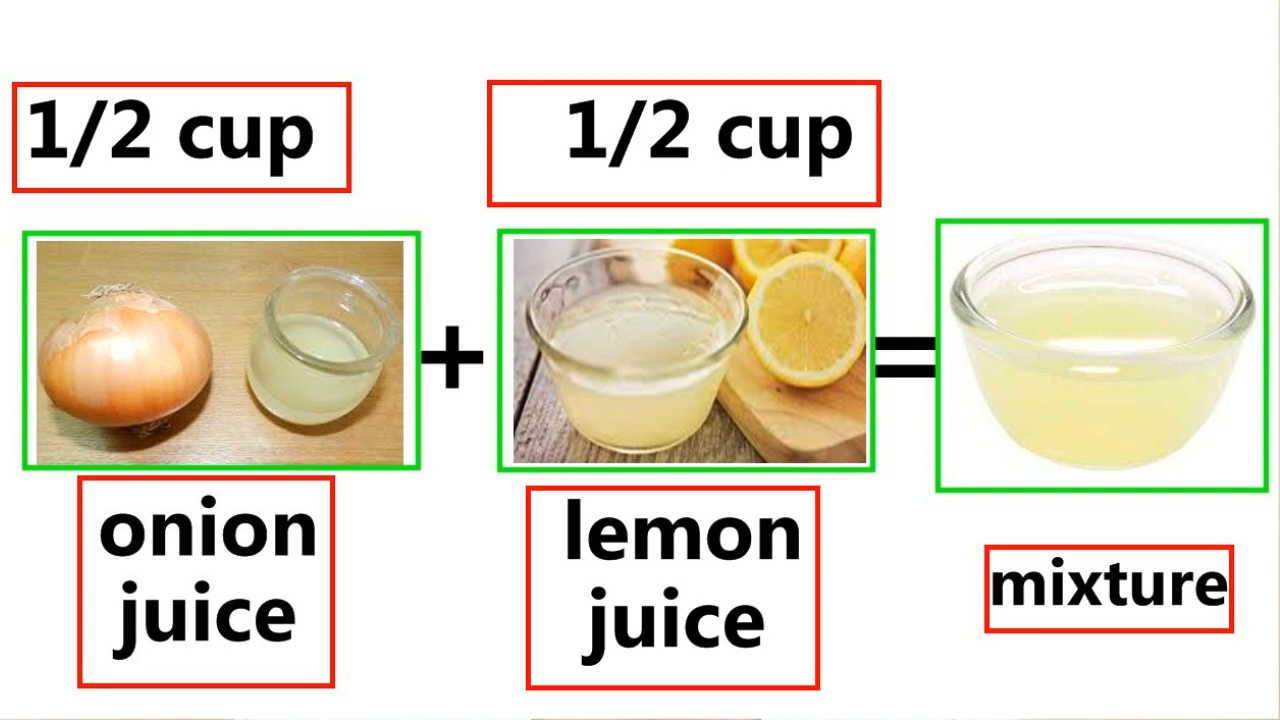 1/2 cup
1/2 cup
+
=
onion
juice
lemon
juice
mixture